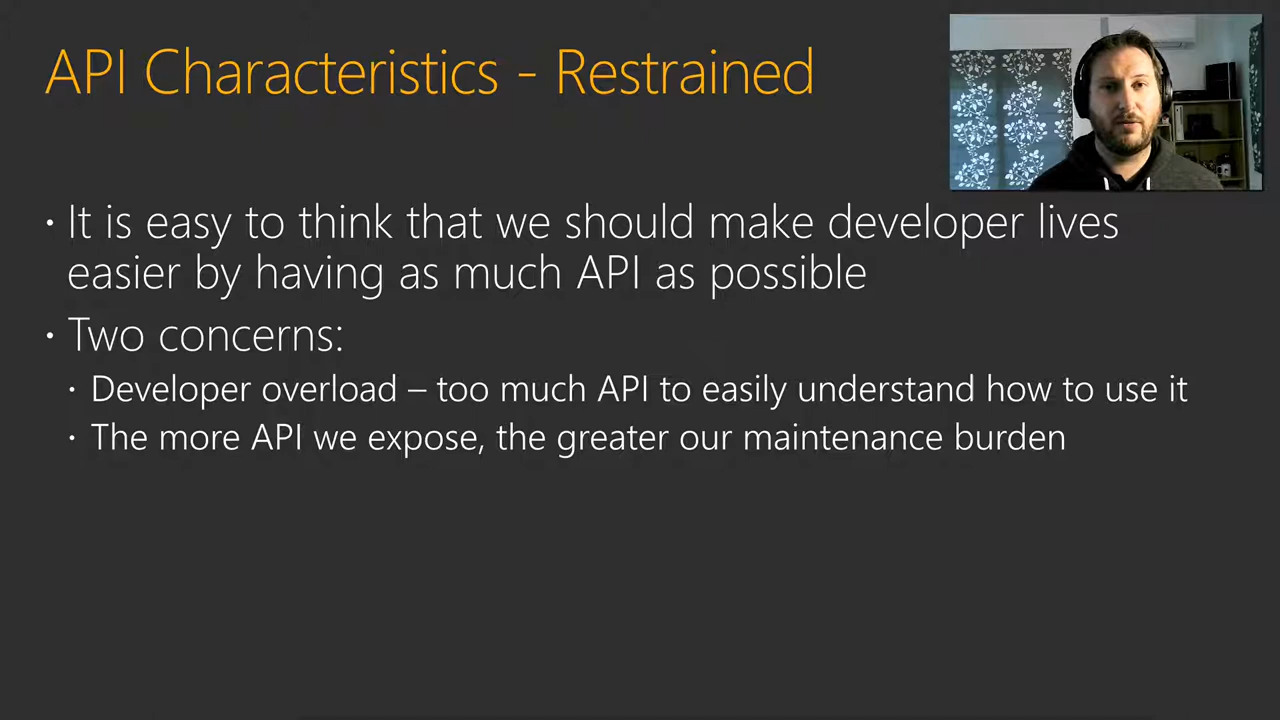 API Characteristics - Restrained
• It is easy to think that we should make developer lives
easier by having as much API as possible
• Two concerns:
• Developer overload – too much API to easily understand how to use it
• The more API we expose, the greater our maintenance burden